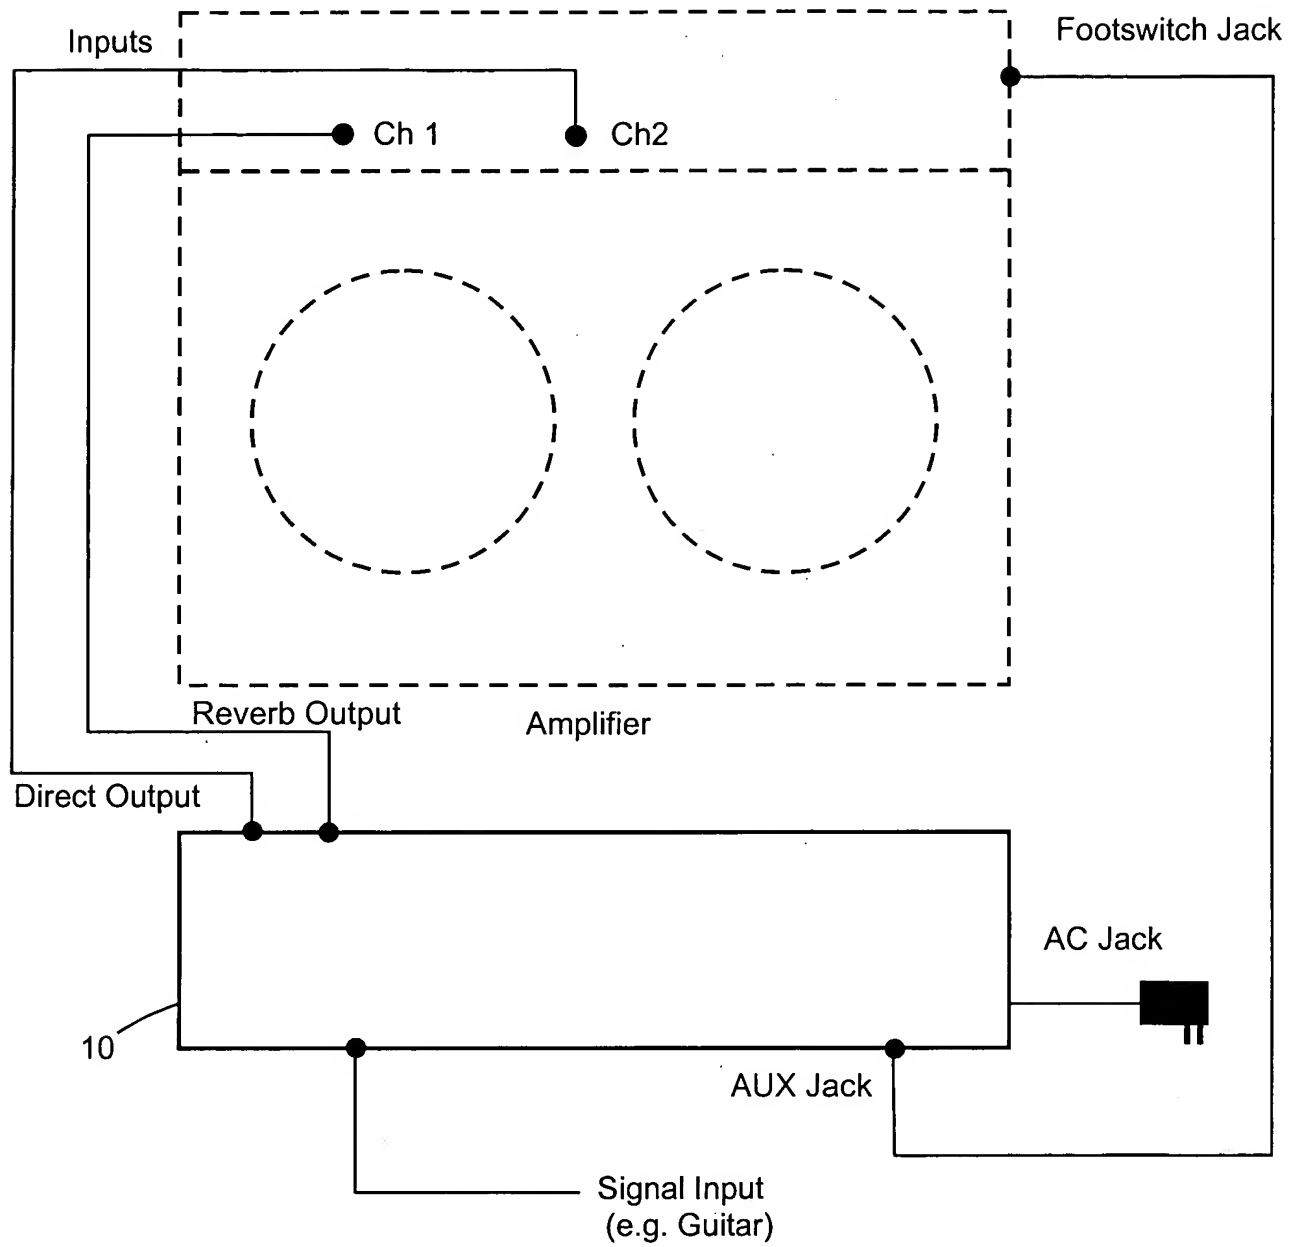 Footswitch Jack
Inputs
Ch 1
Ch2
Reverb Output
Amplifier
Direct Output
AC Jack
10
AUX Jack
Signal Input
(e.g. Guitar)